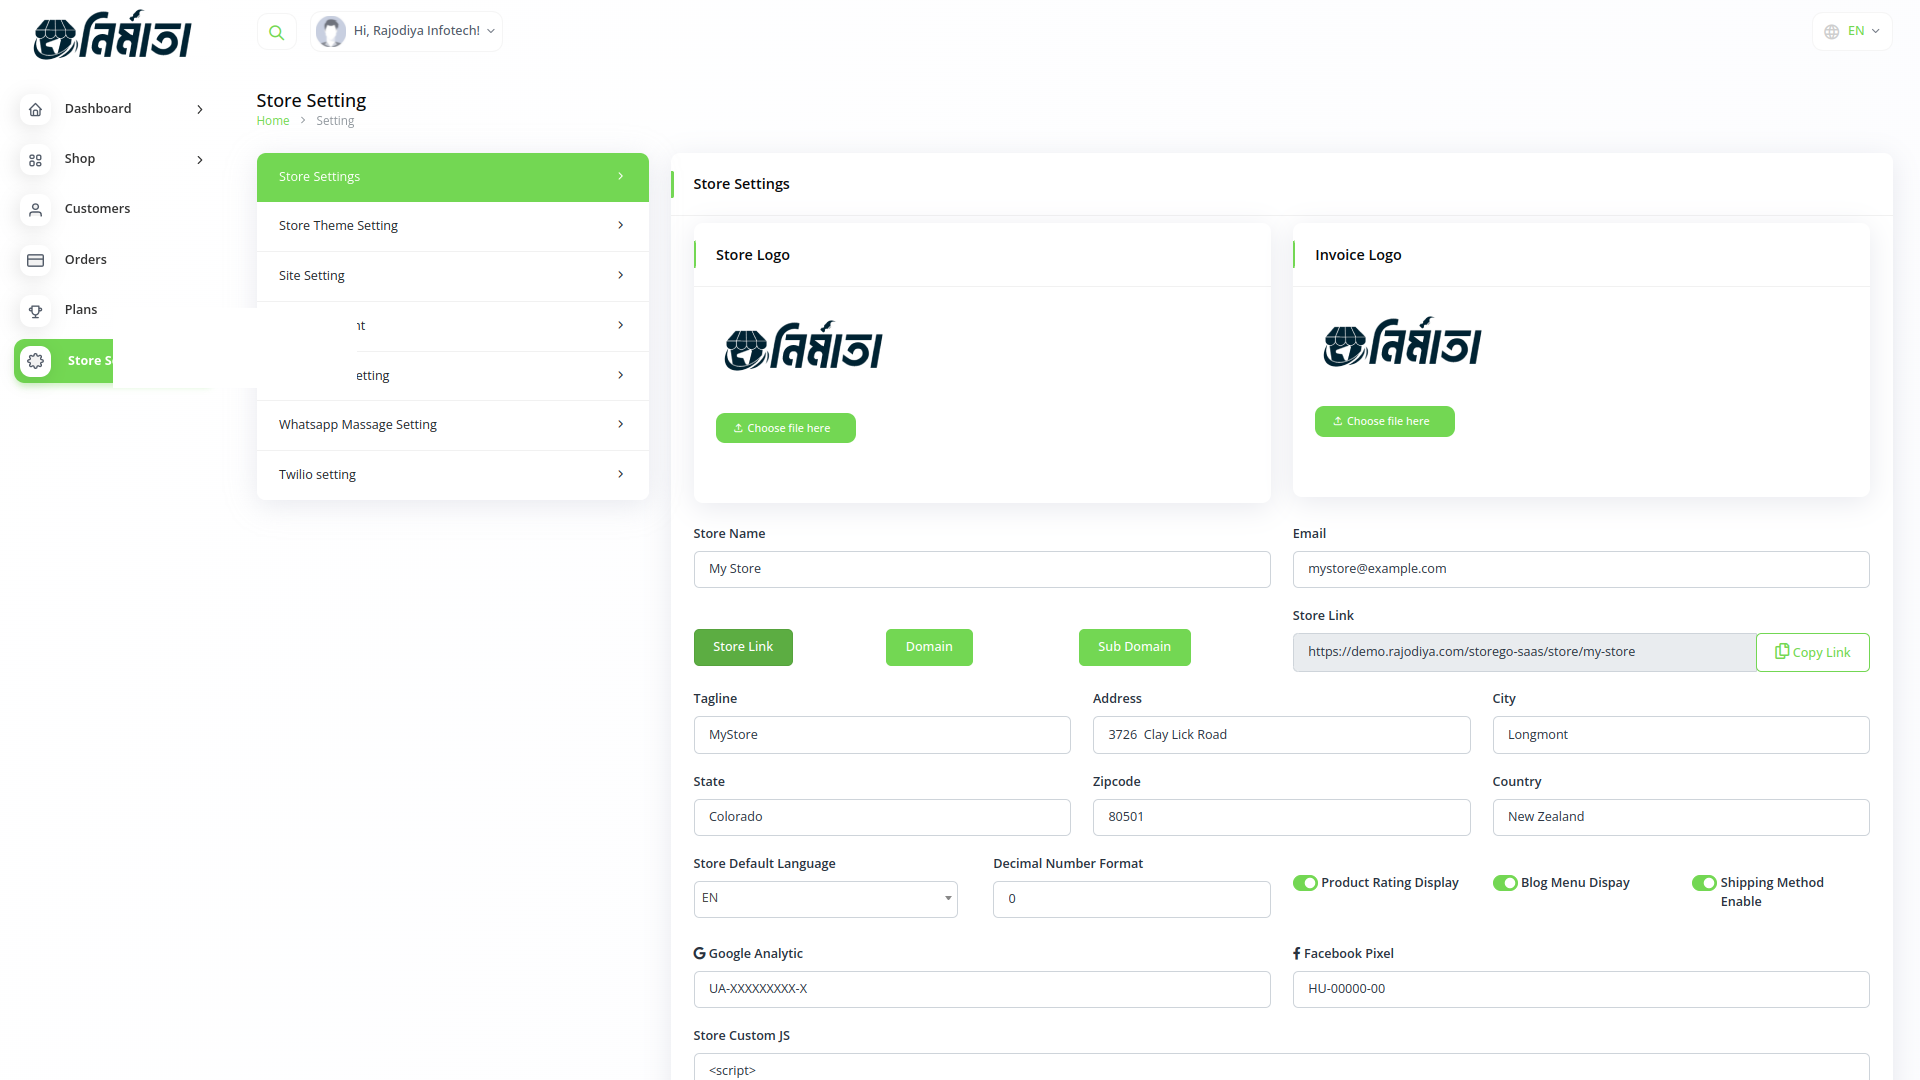 নির্মাতা
Hi, Rajodiya Infotech!
EN
Dashboard
Shop
Customers
Orders
Plans
Store S
Store Setting
Home > Setting
Store Settings
Store Theme Setting
Site Setting
nt
etting
Whatsapp Massage Setting
Twilio setting
Store Settings
Store Logo
নির্মাতা
Choose file here
Invoice Logo
নির্মাতা
Choose file here
Store Name
My Store
Email
mystore@example.com
Store Link
Domain
Sub Domain
Store Link
https://demo.rajodiya.com/storego-saas/store/my-store
Copy Link
Tagline
MyStore
Address
3726  Clay Lick Road
City
Longmont
State
Colorado
Zipcode
80501
Country
New Zealand
Store Default Language
EN
Decimal Number Format
0
Product Rating Display
Blog Menu Dispay
Shipping Method
Enable
Google Analytic
UA-XXXXXXXXX-X
Facebook Pixel
HU-00000-00
Store Custom JS
<script>